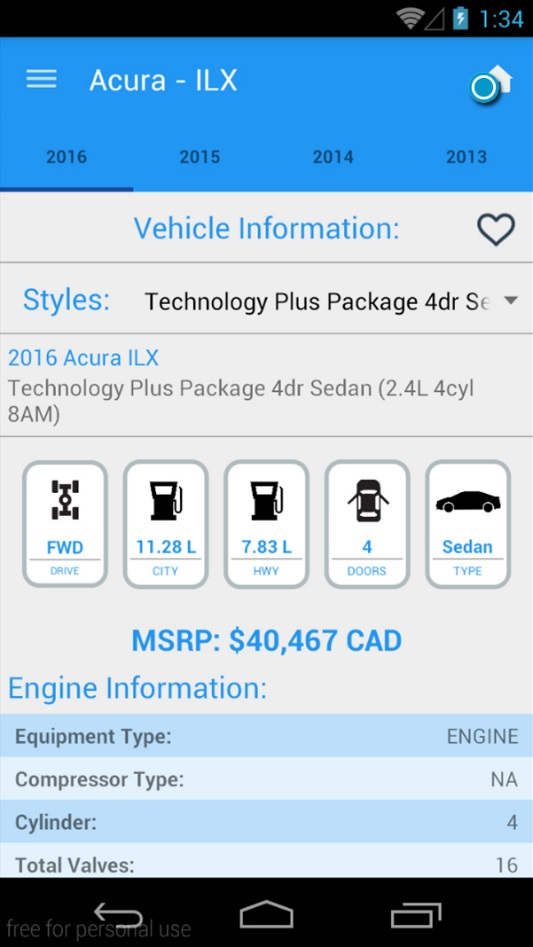 1:34
Acura - ILX
2016 2015 2014 2013
Vehicle Information:
Styles: Technology Plus Package 4dr Se
2016 Acura ILX
Technology Plus Package 4dr Sedan (2.4L 4cyl
8AM)
FWD 11.28 L 7.83 L 4 Sedan
DRIVE CITY HWY DOORS TYPE
MSRP: $40,467 CAD
Engine Information:
Equipment Type: ENGINE
Compressor Type: NA
Cylinder: 4
Total Valves: 16
free for personal use